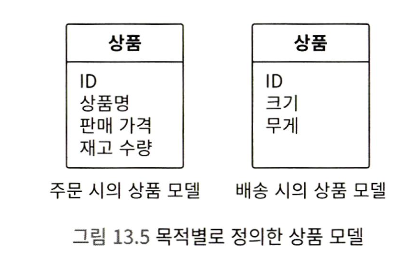 상품
ID
상품명
판매 가격
재고 수량
주문 시의 상품 모델
상품
ID
크기
무게
배송 시의 상품 모델
그림 13.5 목적별로 정의한 상품 모델